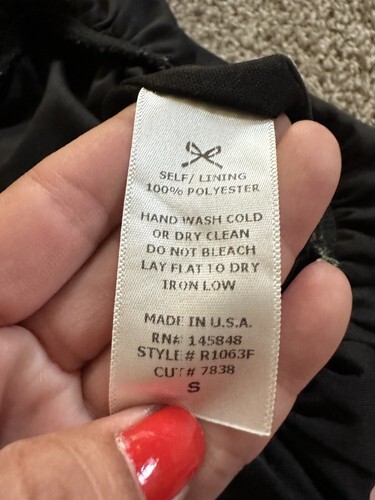 SELF/ LINING
100% POLYESTER
HAND WASH COLD
OR DRY CLEAN
DO NOT BLEACH
LAY FLAT TO DRY
IRON LOW
MADE IN U.S.A.
RN#: 145848
STYLE# R1063F
CUT# 7838
S